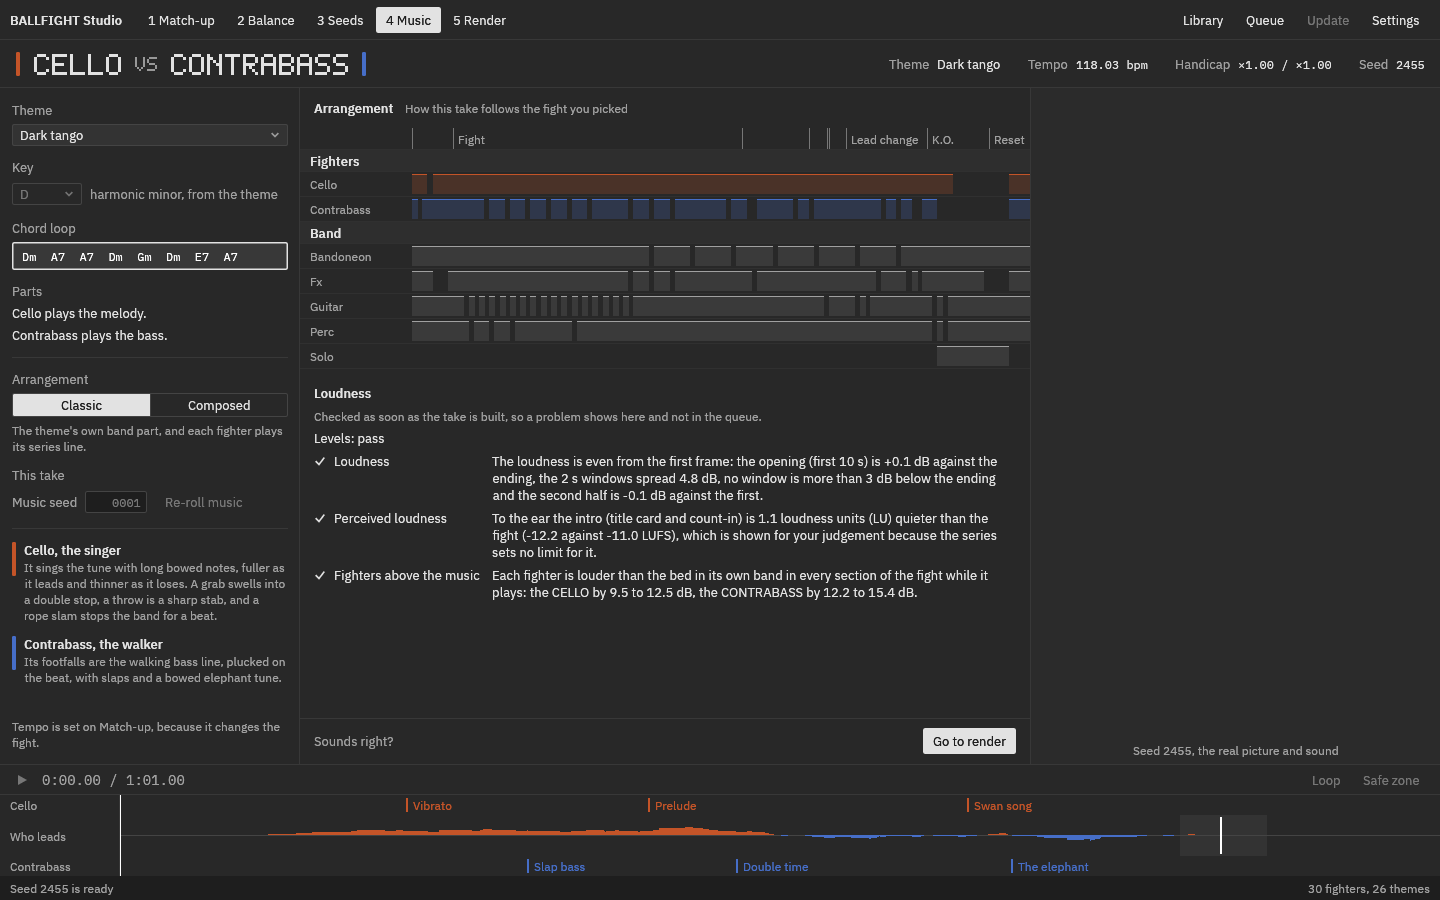 BALLFIGHT Studio 1 Match-up 2 Balance 3 Seeds 4 Music 5 Render Library Queue Update Settings
CELLO VS CONTRABASS Theme Dark tango Tempo 118.03 bpm Handicap ×1.00 / ×1.00 Seed 2455
Theme
Dark tango
Key
D harmonic minor, from the theme
Chord loop
Dm A7 A7 Dm Gm Dm E7 A7
Parts
Cello plays the melody.
Contrabass plays the bass.
Arrangement
Classic Composed
The theme's own band part, and each fighter plays
its series line.
This take
Music seed 0001 Re-roll music
Cello, the singer
It sings the tune with long bowed notes, fuller as
it leads and thinner as it loses. A grab swells into
a double stop, a throw is a sharp stab, and a
rope slam stops the band for a beat.
Contrabass, the walker
Its footfalls are the walking bass line, plucked on
the beat, with slaps and a bowed elephant tune.
Tempo is set on Match-up, because it changes the
fight.
Arrangement How this take follows the fight you picked
Fight Lead change K.O. Reset
Fighters
Cello
Contrabass
Band
Bandoneon
Fx
Guitar
Perc
Solo
Loudness
Checked as soon as the take is built, so a problem shows here and not in the queue.
Levels: pass
Loudness The loudness is even from the first frame: the opening (first 10 s) is +0.1 dB against the
ending, the 2 s windows spread 4.8 dB, no window is more than 3 dB below the ending
and the second half is -0.1 dB against the first.
Perceived loudness To the ear the intro (title card and count-in) is 1.1 loudness units (LU) quieter than the
fight (-12.2 against -11.0 LUFS), which is shown for your judgement because the series
sets no limit for it.
Fighters above the music Each fighter is louder than the bed in its own band in every section of the fight while it
plays: the CELLO by 9.5 to 12.5 dB, the CONTRABASS by 12.2 to 15.4 dB.
Sounds right? Go to render
Seed 2455, the real picture and sound
0:00.00 / 1:01.00 Loop Safe zone
Cello Vibrato Prelude Swan song
Who leads
Contrabass Slap bass Double time The elephant
Seed 2455 is ready 30 fighters, 26 themes